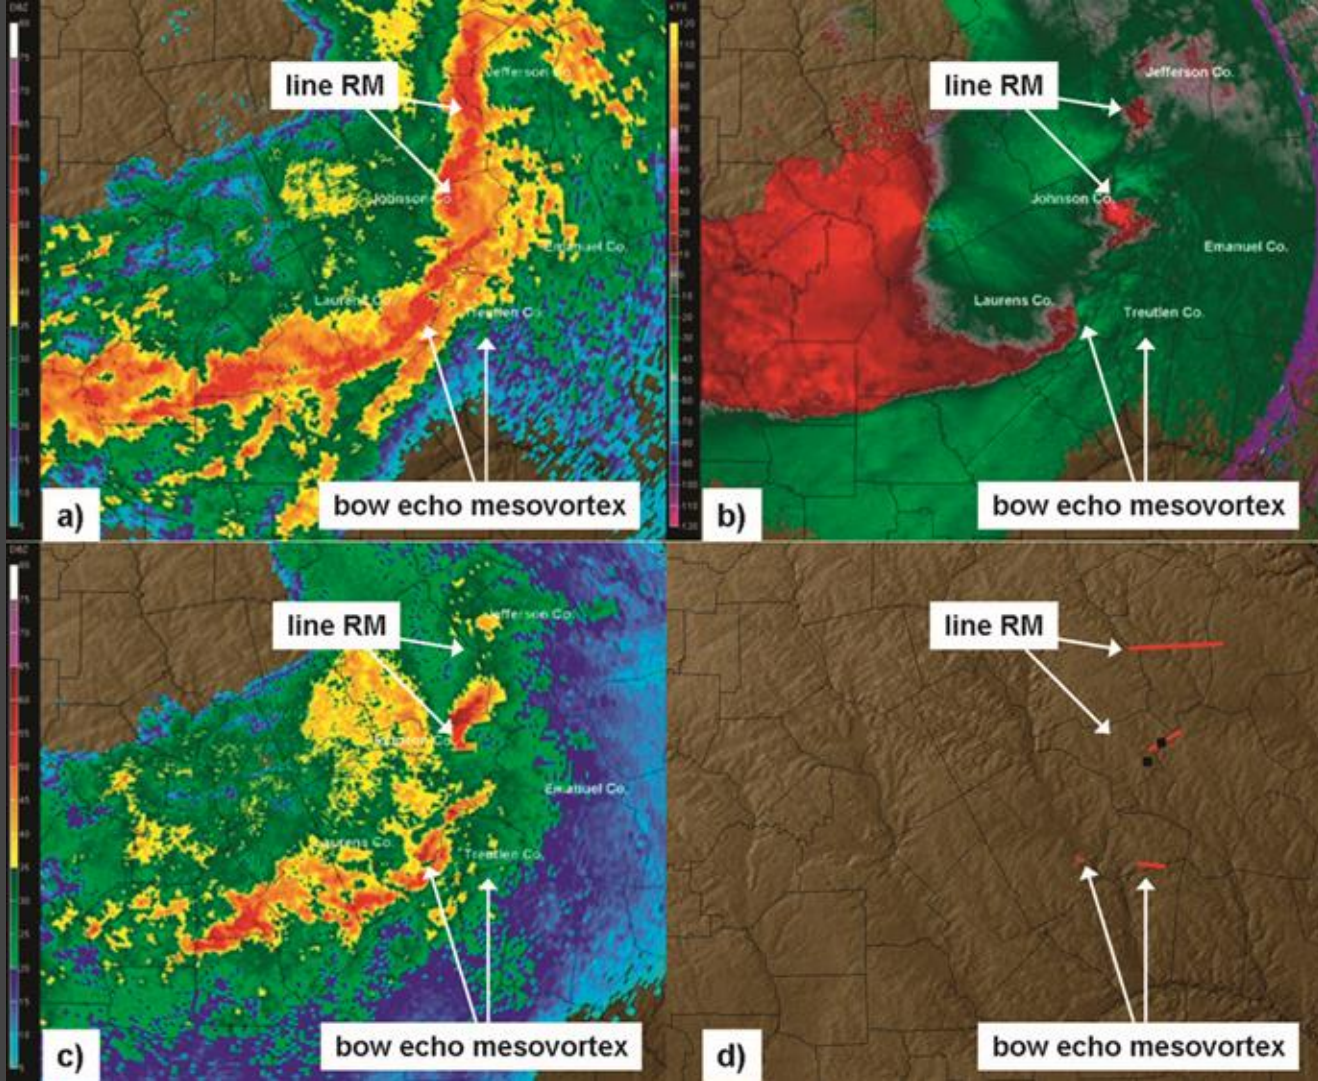 line RM
Jefferson Co.
Johnson Co.
Emanuel Co.
Laurens Co.
Treutlen Co.
bow echo mesovortex
a)
line RM
Jefferson Co.
Johnson Co.
Emanuel Co.
Laurens Co.
Treutlen Co.
bow echo mesovortex
b)
line RM
Jefferson Co.
Johnson Co.
Emanuel Co.
Laurens Co.
Treutlen Co.
bow echo mesovortex
c)
line RM
bow echo mesovortex
d)